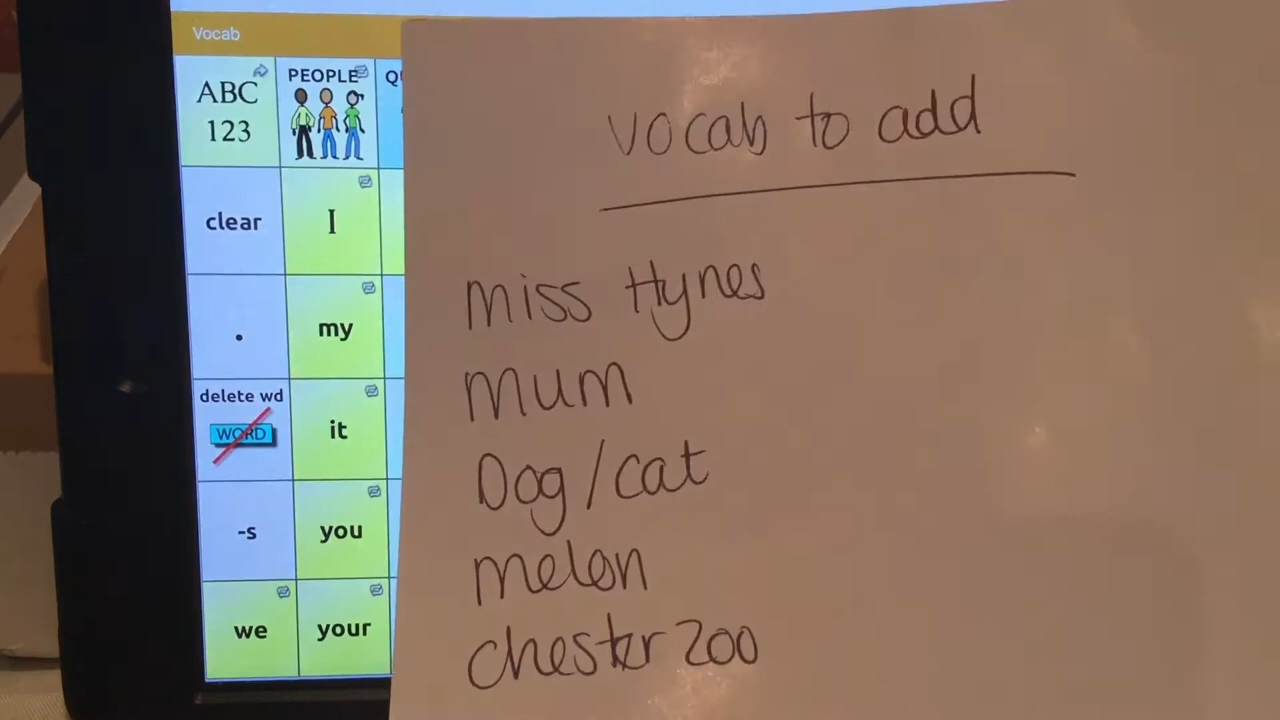 Vocab
ABC
123
PEOPLE
clear
I
.
my
delete wd
WORD
it
-s
you
we
your
vocab to add
miss Hynes
mum
Dog/cat
melon
chester zoo